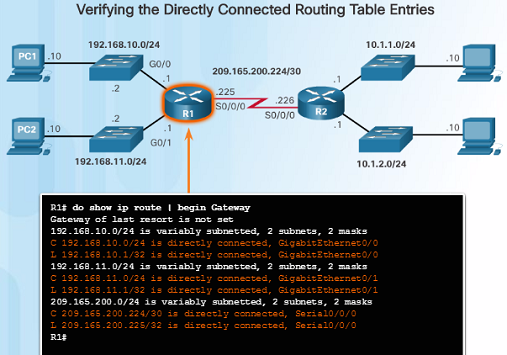 Verifying the Directly Connected Routing Table Entries
192.168.10.0/24
10.1.1.0/24
PC1
.10
G0/0
.1
209.165.200.224/30
.1
.10
.2
.225
.226
R1
R2
S0/0/0
S0/0/0
.2
PC2
.10
.1
G0/1
.1
.10
192.168.11.0/24
10.1.2.0/24
R1# do show ip route | begin Gateway
Gateway of last resort is not set
192.168.10.0/24 is variably subnetted, 2 subnets, 2 masks
C 192.168.10.0/24 is directly connected, GigabitEthernet0/0
L 192.168.10.1/32 is directly connected, GigabitEthernet0/0
192.168.11.0/24 is variably subnetted, 2 subnets, 2 masks
C 192.168.11.0/24 is directly connected, GigabitEthernet0/1
L 192.168.11.1/32 is directly connected, GigabitEthernet0/1
209.165.200.0/24 is variably subnetted, 2 subnets, 2 masks
C 209.165.200.224/30 is directly connected, Serial0/0/0
L 209.165.200.225/32 is directly connected, Serial0/0/0
R1#